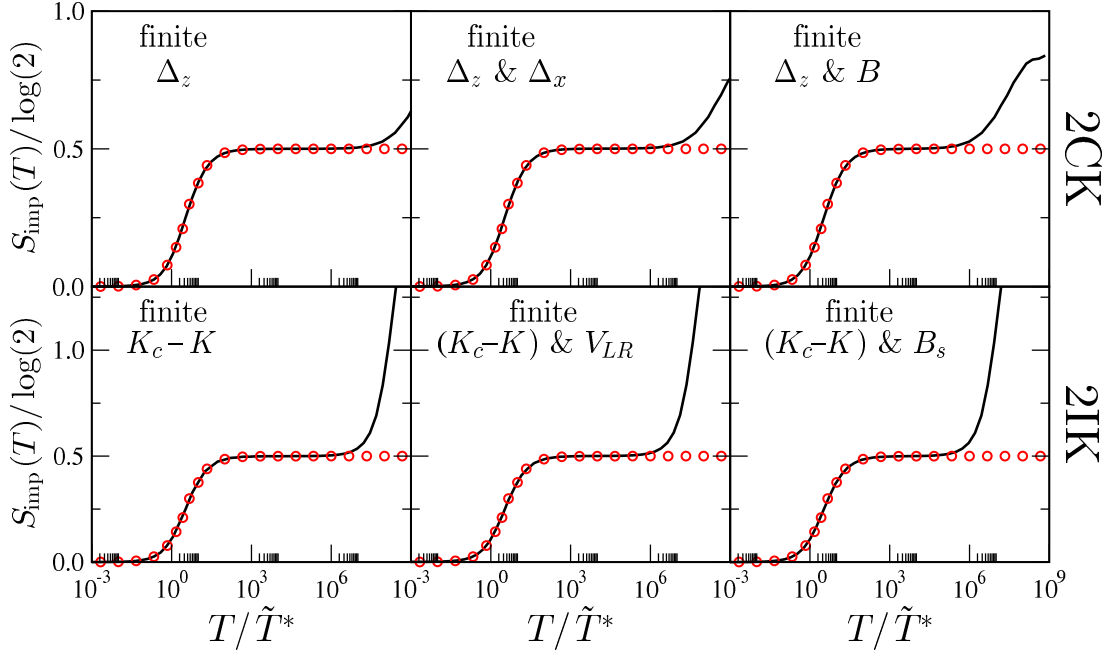 1.0
0.5
0.0
S_imp(T)/log(2)
finite
Δ_z
finite
Δ_z & Δ_x
finite
Δ_z & B
2CK
1.0
0.5
0.0
S_imp(T)/log(2)
finite
K_c–K
finite
(K_c–K) & V_LR
finite
(K_c–K) & B_s
2IK
10^-3 10^0 10^3 10^6 10^-3 10^0 10^3 10^6 10^-3 10^0 10^3 10^6 10^9
T/T̃* T/T̃* T/T̃*